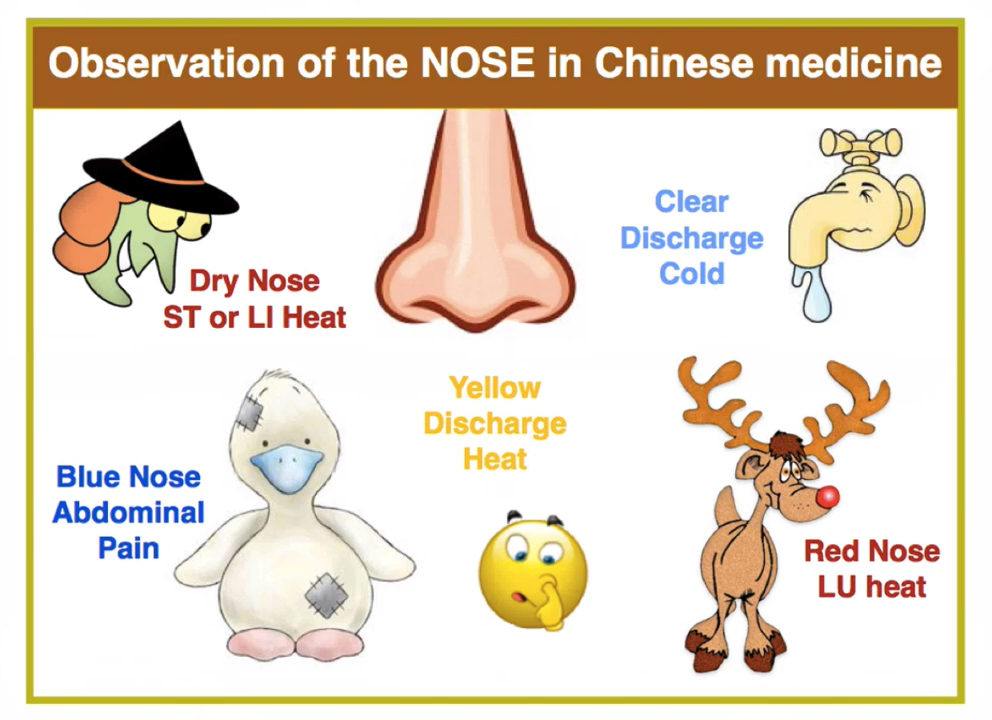 Observation of the NOSE in Chinese medicine
Dry Nose
ST or LI Heat
Clear
Discharge
Cold
Blue Nose
Abdominal
Pain
Yellow
Discharge
Heat
Red Nose
LU heat